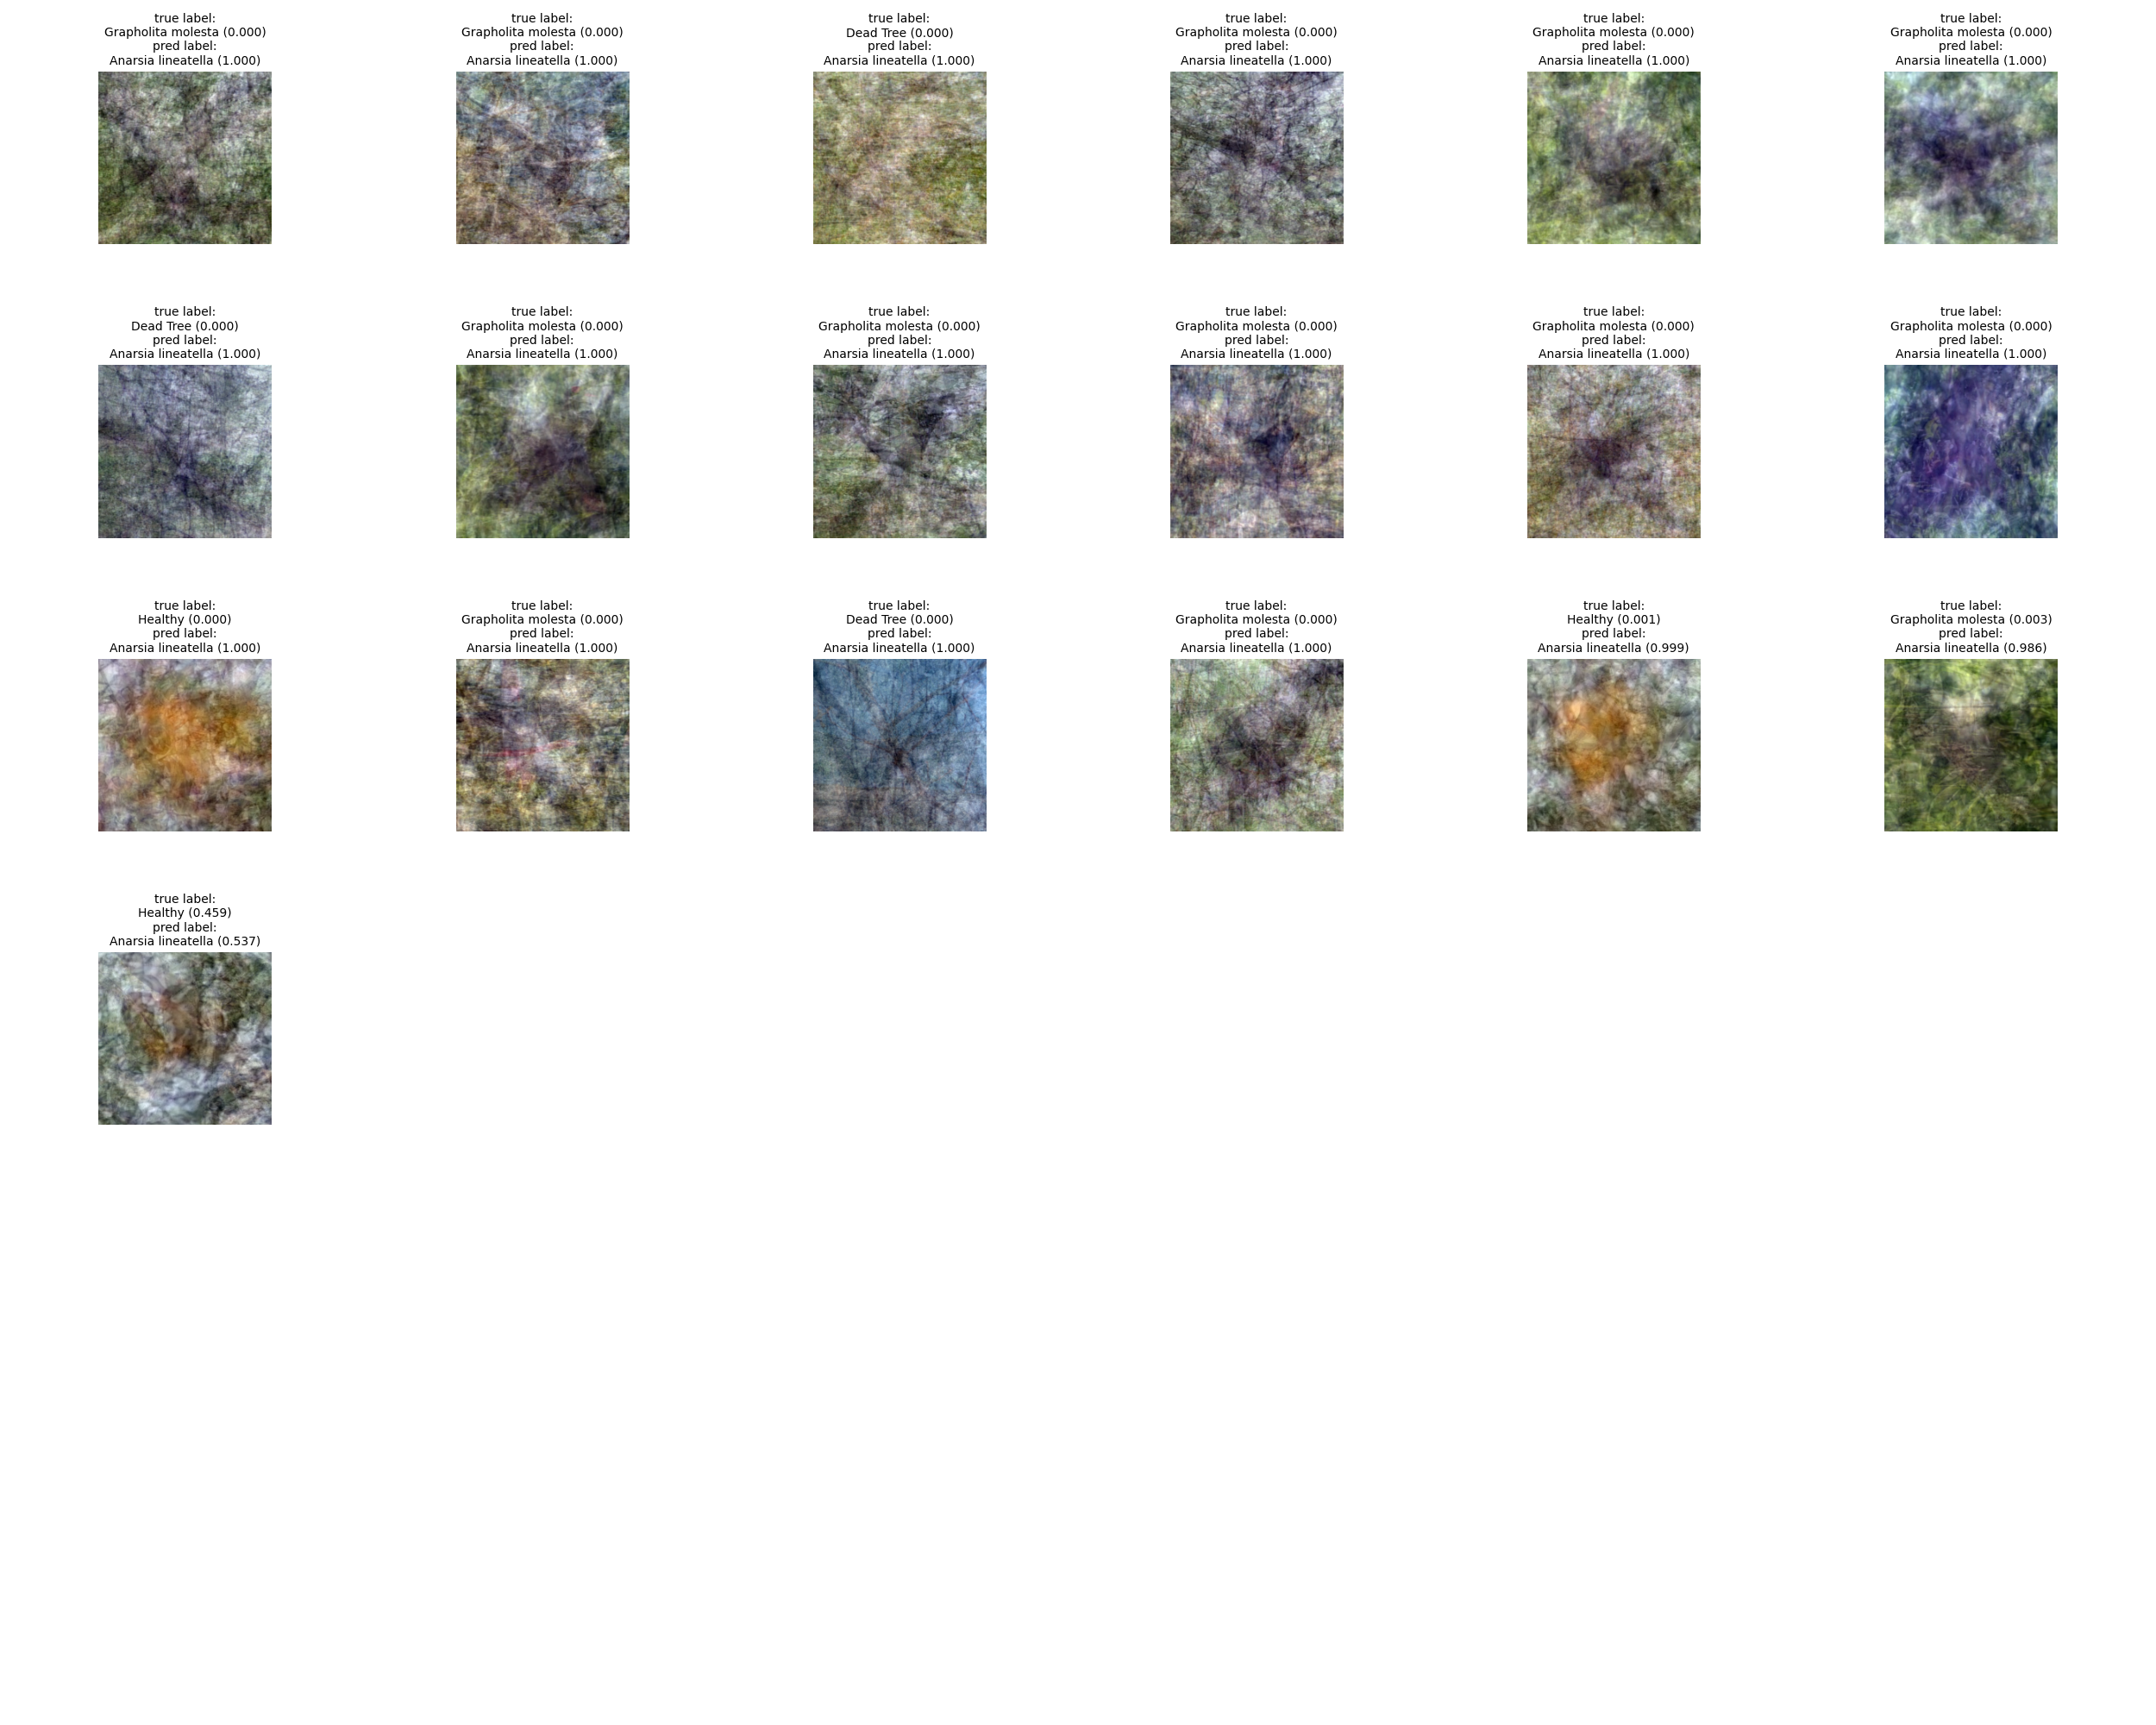 true label:
Grapholita molesta (0.000)
pred label:
Anarsia lineatella (1.000)
true label:
Grapholita molesta (0.000)
pred label:
Anarsia lineatella (1.000)
true label:
Dead Tree (0.000)
pred label:
Anarsia lineatella (1.000)
true label:
Grapholita molesta (0.000)
pred label:
Anarsia lineatella (1.000)
true label:
Grapholita molesta (0.000)
pred label:
Anarsia lineatella (1.000)
true label:
Grapholita molesta (0.000)
pred label:
Anarsia lineatella (1.000)
true label:
Dead Tree (0.000)
pred label:
Anarsia lineatella (1.000)
true label:
Grapholita molesta (0.000)
pred label:
Anarsia lineatella (1.000)
true label:
Grapholita molesta (0.000)
pred label:
Anarsia lineatella (1.000)
true label:
Grapholita molesta (0.000)
pred label:
Anarsia lineatella (1.000)
true label:
Grapholita molesta (0.000)
pred label:
Anarsia lineatella (1.000)
true label:
Grapholita molesta (0.000)
pred label:
Anarsia lineatella (1.000)
true label:
Healthy (0.000)
pred label:
Anarsia lineatella (1.000)
true label:
Grapholita molesta (0.000)
pred label:
Anarsia lineatella (1.000)
true label:
Dead Tree (0.000)
pred label:
Anarsia lineatella (1.000)
true label:
Grapholita molesta (0.000)
pred label:
Anarsia lineatella (1.000)
true label:
Healthy (0.001)
pred label:
Anarsia lineatella (0.999)
true label:
Grapholita molesta (0.003)
pred label:
Anarsia lineatella (0.986)
true label:
Healthy (0.459)
pred label:
Anarsia lineatella (0.537)